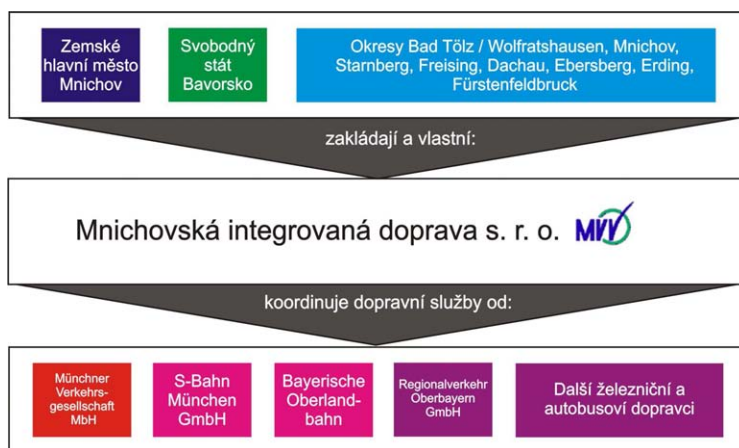 Zemské
hlavní město
Mnichov
Svobodný
stát
Bavorsko
Okresy Bad Tölz / Wolfratshausen, Mnichov,
Starnberg, Freising, Dachau, Ebersberg, Erding,
Fürstenfeldbruck
zakládají a vlastní:
Mnichovská integrovaná doprava s. r. o. MVV
koordinuje dopravní služby od:
Münchner
Verkehrs-
gesellschaft
MbH
S-Bahn
München
GmbH
Bayerische
Oberland-
bahn
Regionalverkehr
Oberbayern
GmbH
Další železniční a
autobusoví dopravci